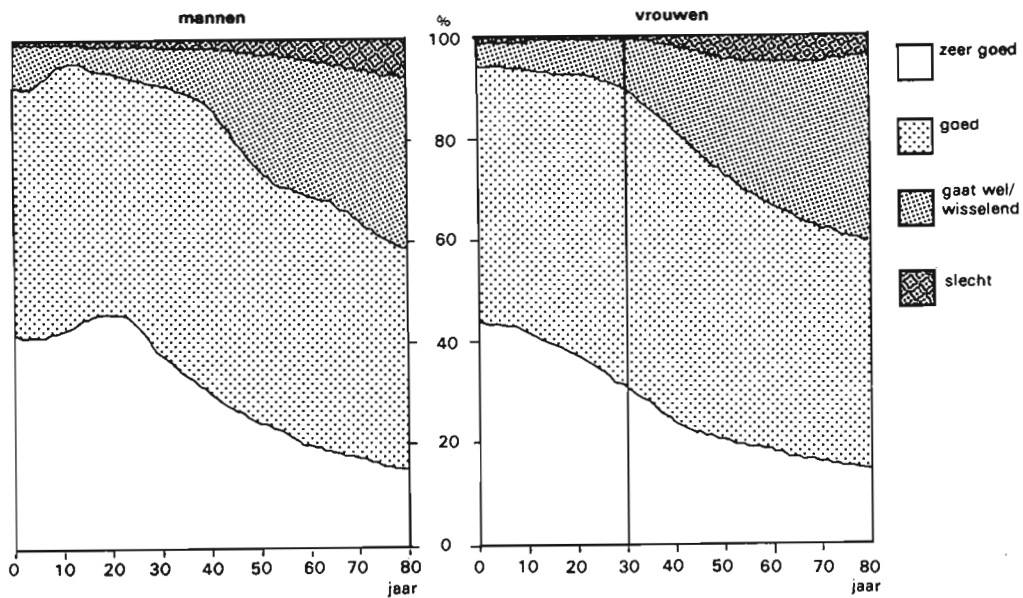 mannen
%
vrouwen
100
80
60
40
20
0
0 10 20 30 40 50 60 70 80
jaar
0 10 20 30 40 50 60 70 80
jaar
zeer goed
goed
gaat wel/
wisselend
slecht